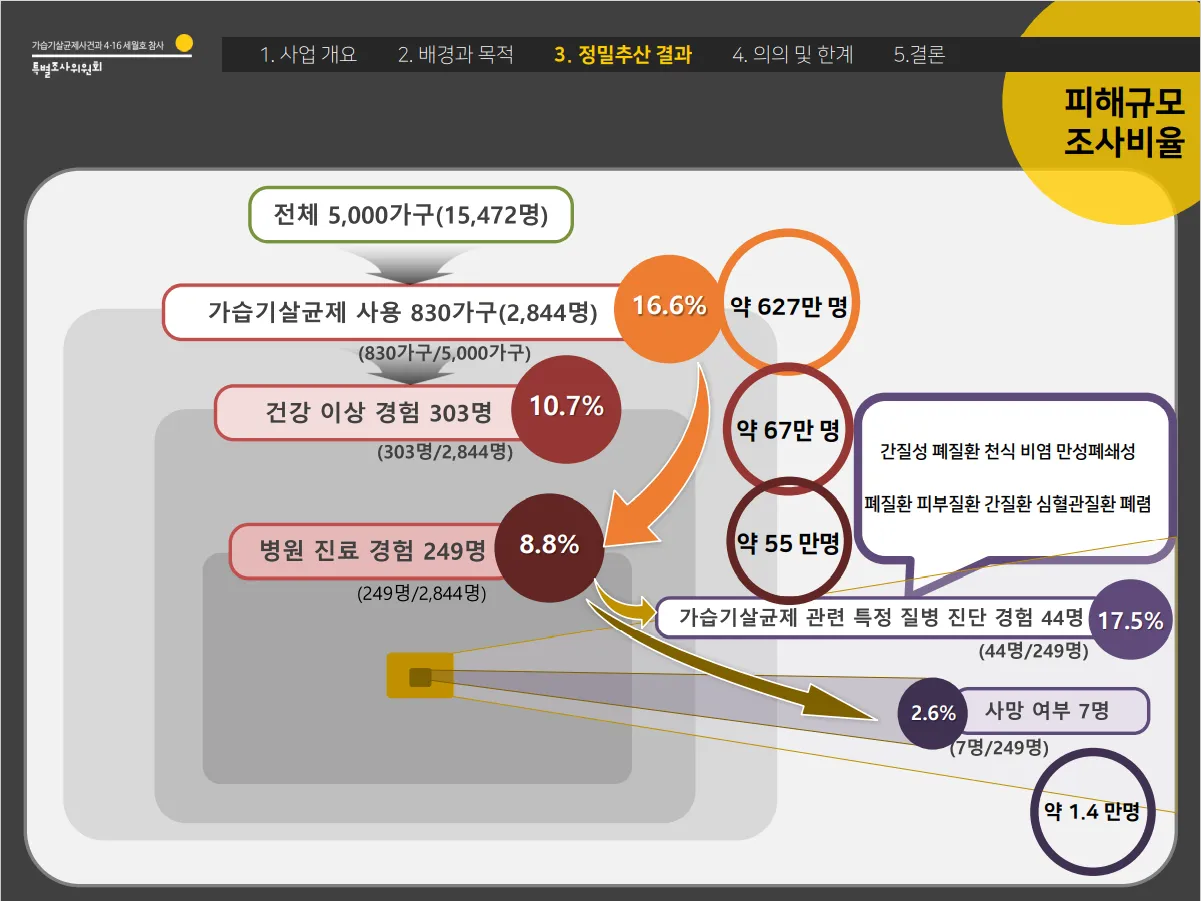 가습기살균제사건과 4·16 세월호 참사
특별조사위원회
1. 사업 개요
2. 배경과 목적
3. 정밀추산 결과
4. 의의 및 한계
5.결론
피해규모
조사비율
전체 5,000가구(15,472명)
가습기살균제 사용 830가구(2,844명)
16.6%
약 627만 명
(830가구/5,000가구)
건강 이상 경험 303명
10.7%
약 67만 명
(303명/2,844명)
간질성 폐질환 천식 비염 만성폐쇄성
폐질환 피부질환 간질환 심혈관질환 폐렴
병원 진료 경험 249명
8.8%
약 55 만명
(249명/2,844명)
가습기살균제 관련 특정 질병 진단 경험 44명
17.5%
(44명/249명)
2.6%
사망 여부 7명
(7명/249명)
약 1.4 만명